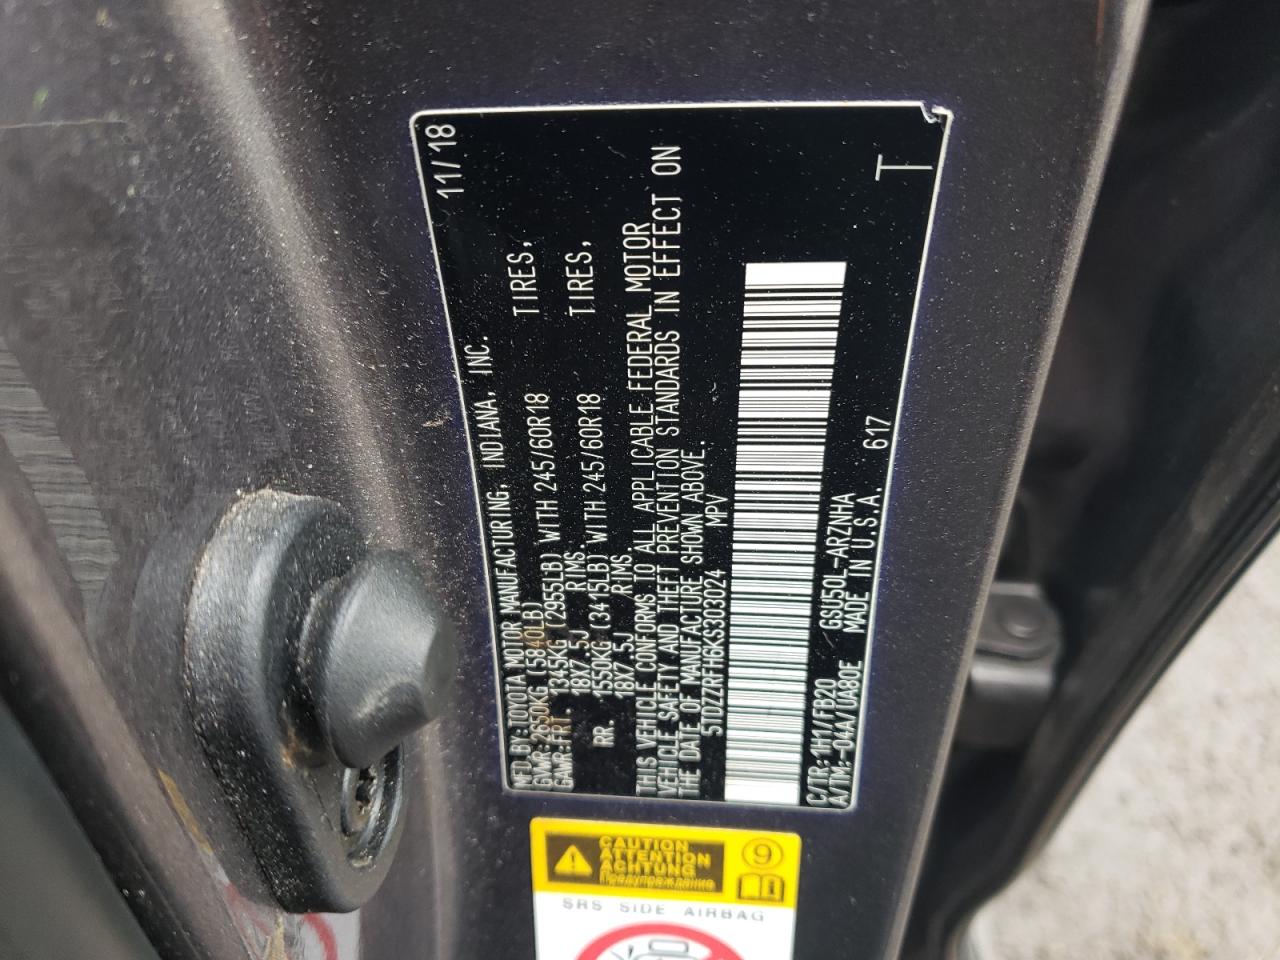 MFD.BY:TOYOTA MOTOR MANUFACTURING, INDIANA, INC. 11/18
GVWR:2650KG (5840LB)
GAWR:FRT. 1345KG (2955LB) WITH 245/60R18 TIRES,
18X7.5J RIMS.
RR. 1550KG (3415LB) WITH 245/60R18 TIRES,
18X7.5J RIMS.
THIS VEHICLE CONFORMS TO ALL APPLICABLE FEDERAL MOTOR
VEHICLE SAFETY AND THEFT PREVENTION STANDARDS IN EFFECT ON
THE DATE OF MANUFACTURE SHOWN ABOVE.
5TDZZRFH6KS303024 MPV
C/TR:1H1/FB20 GSU50L-ARZNHA 617 T
A/TM:-04A/UA80E MADE IN U.S.A.
CAUTION
ATTENTION
ACHTUNG
Предупреждение
9
SRS SIDE AIRBAG